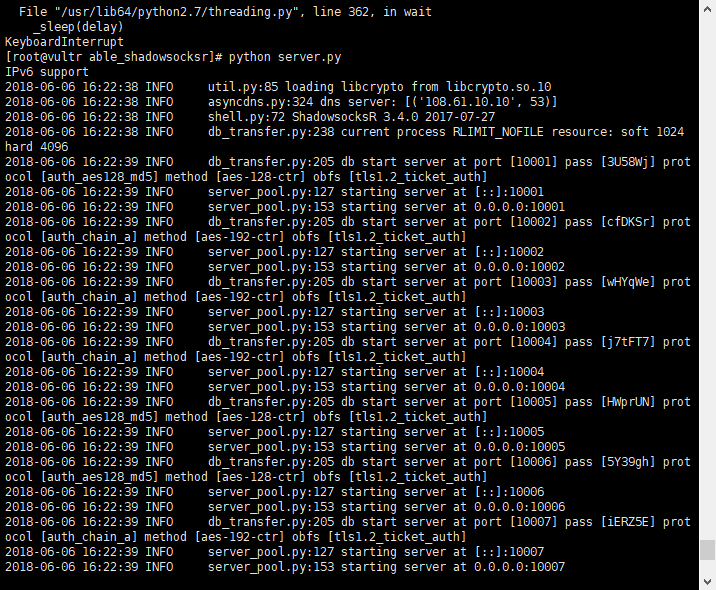 File "/usr/lib64/python2.7/threading.py", line 362, in wait
    _sleep(delay)
KeyboardInterrupt
[root@vultr able_shadowsocksr]# python server.py
IPv6 support
2018-06-06 16:22:38 INFO     util.py:85 loading libcrypto from libcrypto.so.10
2018-06-06 16:22:38 INFO     asyncdns.py:324 dns server: [('108.61.10.10', 53)]
2018-06-06 16:22:38 INFO     shell.py:72 ShadowsocksR 3.4.0 2017-07-27
2018-06-06 16:22:38 INFO     db_transfer.py:238 current process RLIMIT_NOFILE resource: soft 1024
hard 4096
2018-06-06 16:22:39 INFO     db_transfer.py:205 db start server at port [10001] pass [3U58Wj] prot
ocol [auth_aes128_md5] method [aes-128-ctr] obfs [tls1.2_ticket_auth]
2018-06-06 16:22:39 INFO     server_pool.py:127 starting server at [::]:10001
2018-06-06 16:22:39 INFO     server_pool.py:153 starting server at 0.0.0.0:10001
2018-06-06 16:22:39 INFO     db_transfer.py:205 db start server at port [10002] pass [cfDKSr] prot
ocol [auth_chain_a] method [aes-192-ctr] obfs [tls1.2_ticket_auth]
2018-06-06 16:22:39 INFO     server_pool.py:127 starting server at [::]:10002
2018-06-06 16:22:39 INFO     server_pool.py:153 starting server at 0.0.0.0:10002
2018-06-06 16:22:39 INFO     db_transfer.py:205 db start server at port [10003] pass [wHYqWe] prot
ocol [auth_chain_a] method [aes-192-ctr] obfs [tls1.2_ticket_auth]
2018-06-06 16:22:39 INFO     server_pool.py:127 starting server at [::]:10003
2018-06-06 16:22:39 INFO     server_pool.py:153 starting server at 0.0.0.0:10003
2018-06-06 16:22:39 INFO     db_transfer.py:205 db start server at port [10004] pass [j7tFT7] prot
ocol [auth_chain_a] method [aes-192-ctr] obfs [tls1.2_ticket_auth]
2018-06-06 16:22:39 INFO     server_pool.py:127 starting server at [::]:10004
2018-06-06 16:22:39 INFO     server_pool.py:153 starting server at 0.0.0.0:10004
2018-06-06 16:22:39 INFO     db_transfer.py:205 db start server at port [10005] pass [HWprUN] prot
ocol [auth_aes128_md5] method [aes-128-ctr] obfs [tls1.2_ticket_auth]
2018-06-06 16:22:39 INFO     server_pool.py:127 starting server at [::]:10005
2018-06-06 16:22:39 INFO     server_pool.py:153 starting server at 0.0.0.0:10005
2018-06-06 16:22:39 INFO     db_transfer.py:205 db start server at port [10006] pass [5Y39gh] prot
ocol [auth_aes128_md5] method [aes-128-ctr] obfs [tls1.2_ticket_auth]
2018-06-06 16:22:39 INFO     server_pool.py:127 starting server at [::]:10006
2018-06-06 16:22:39 INFO     server_pool.py:153 starting server at 0.0.0.0:10006
2018-06-06 16:22:39 INFO     db_transfer.py:205 db start server at port [10007] pass [iERZ5E] prot
ocol [auth_chain_a] method [aes-192-ctr] obfs [tls1.2_ticket_auth]
2018-06-06 16:22:39 INFO     server_pool.py:127 starting server at [::]:10007
2018-06-06 16:22:39 INFO     server_pool.py:153 starting server at 0.0.0.0:10007